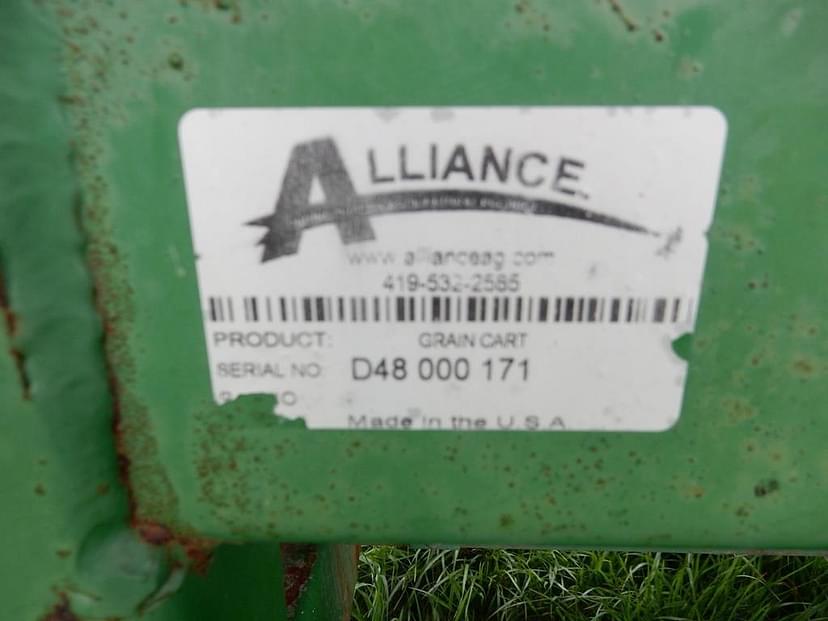 ALLIANCE
www.allianceag.com
419-532-2585
PRODUCT: GRAIN CART
SERIAL NO: D48 000 171
Made in the U.S.A.